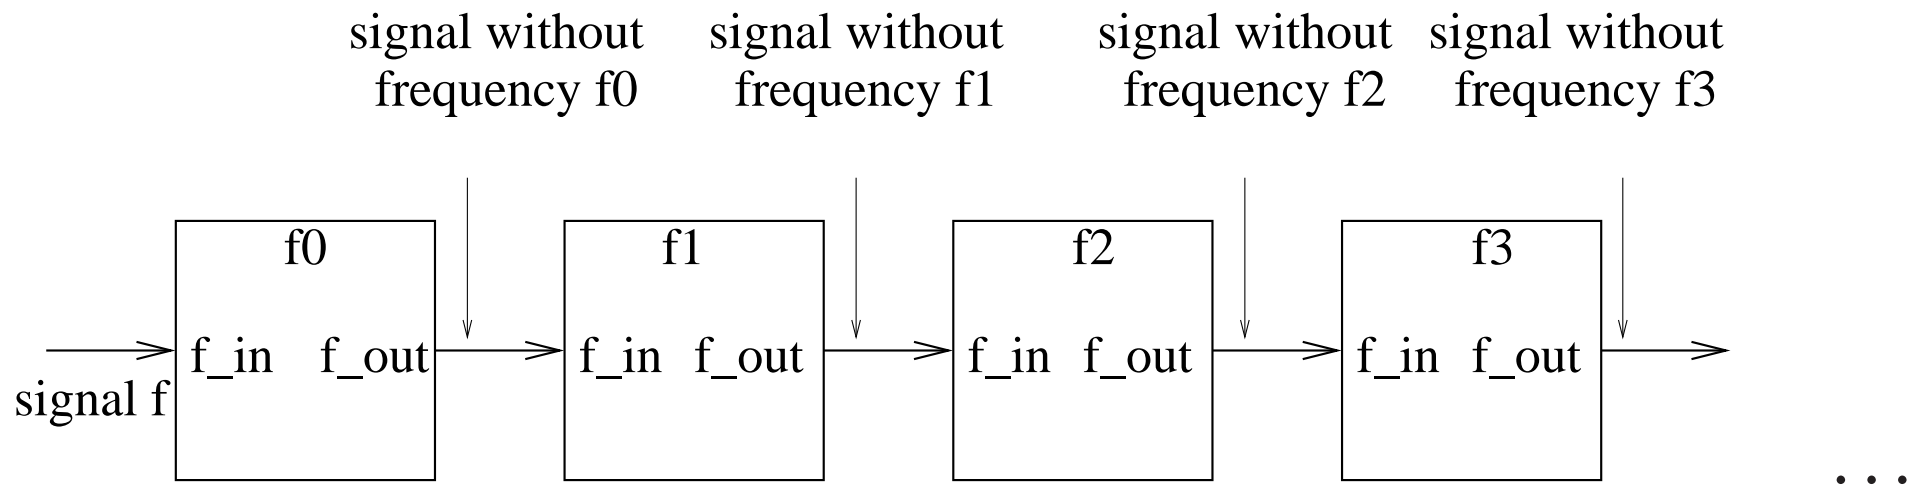 signal without
frequency f0
signal without
frequency f1
signal without
frequency f2
signal without
frequency f3
f0
f1
f2
f3
f_in f_out
f_in f_out
f_in f_out
f_in f_out
signal f
. . .